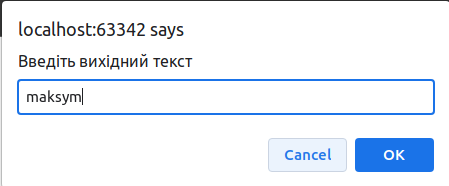 localhost:63342 says
Введіть вихідний текст
maksym
Cancel OK